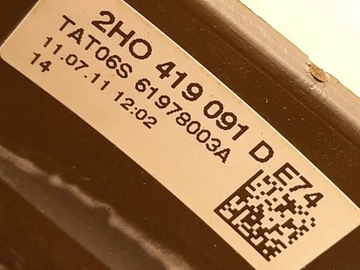 2H0 419 091 D E74
TAT06S 61978003A
11.07.11 12:02
14